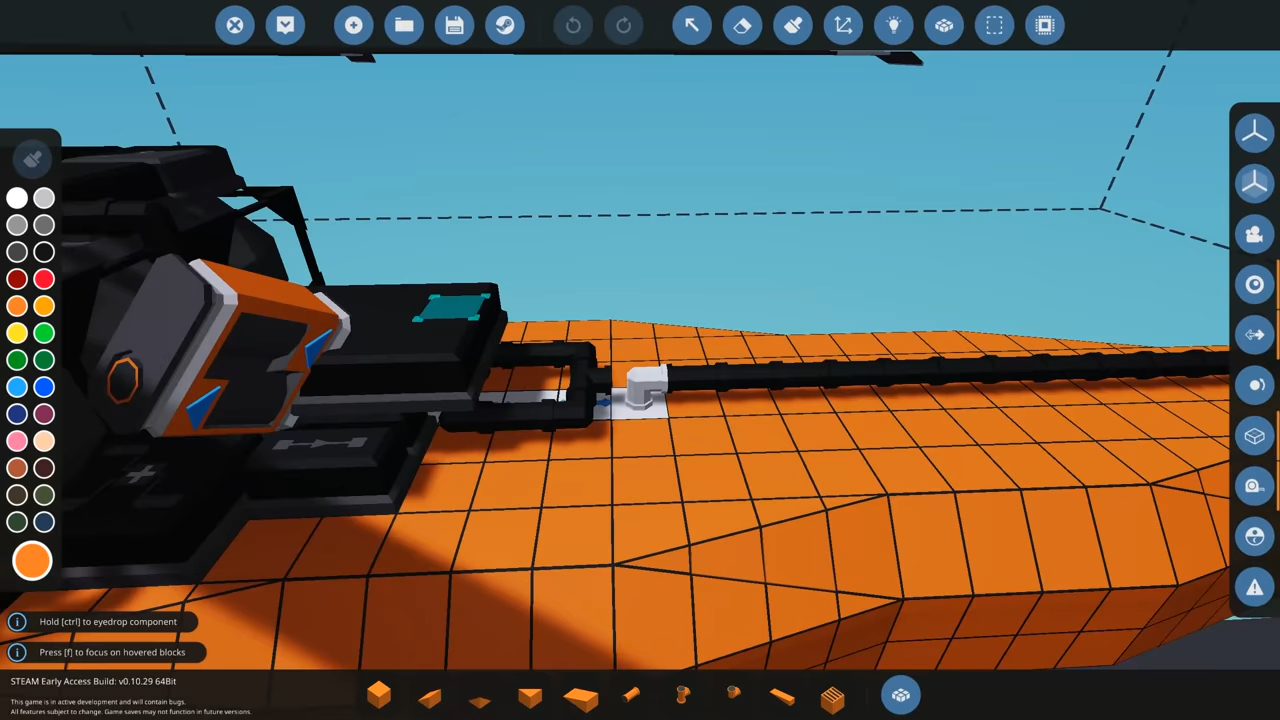 Hold [ctrl] to eyedrop component
Press [f] to focus on hovered blocks
STEAM Early Access Build: v0.10.29 64Bit
This game is in active development and will contain bugs.
All features subject to change. Game saves may not function in future versions.